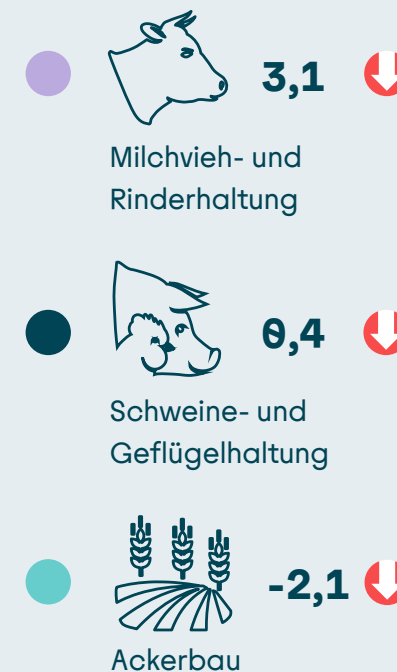 3,1
Milchvieh- und
Rinderhaltung
0,4
Schweine- und
Geflügelhaltung
-2,1
Ackerbau